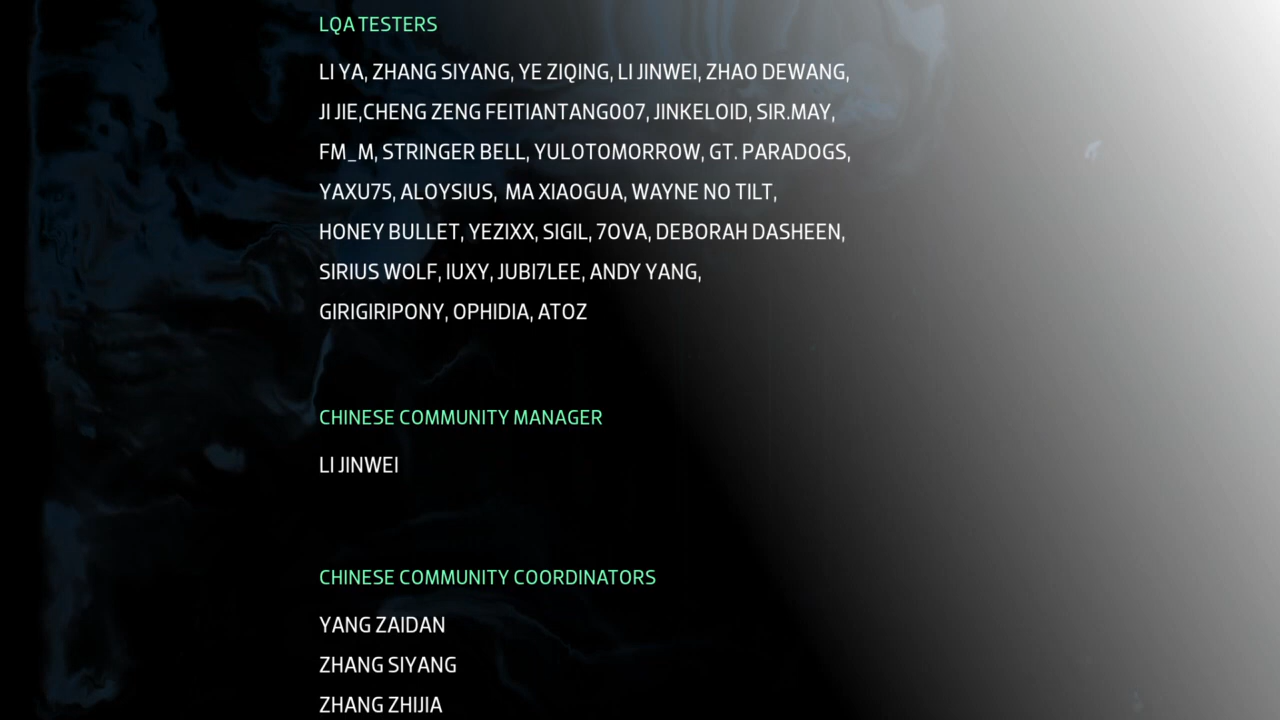 LQA TESTERS
LI YA, ZHANG SIYANG, YE ZIQING, LI JINWEI, ZHAO DEWANG,
JI JIE,CHENG ZENG FEITIANTANG007, JINKELOID, SIR.MAY,
FM_M, STRINGER BELL, YULOTOMORROW, GT. PARADOGS,
YAXU75, ALOYSIUS,  MA XIAOGUA, WAYNE NO TILT,
HONEY BULLET, YEZIXX, SIGIL, 7OVA, DEBORAH DASHEEN,
SIRIUS WOLF, IUXY, JUBI7LEE, ANDY YANG,
GIRIGIRIPONY, OPHIDIA, ATOZ
CHINESE COMMUNITY MANAGER
LI JINWEI
CHINESE COMMUNITY COORDINATORS
YANG ZAIDAN
ZHANG SIYANG
ZHANG ZHIJIA